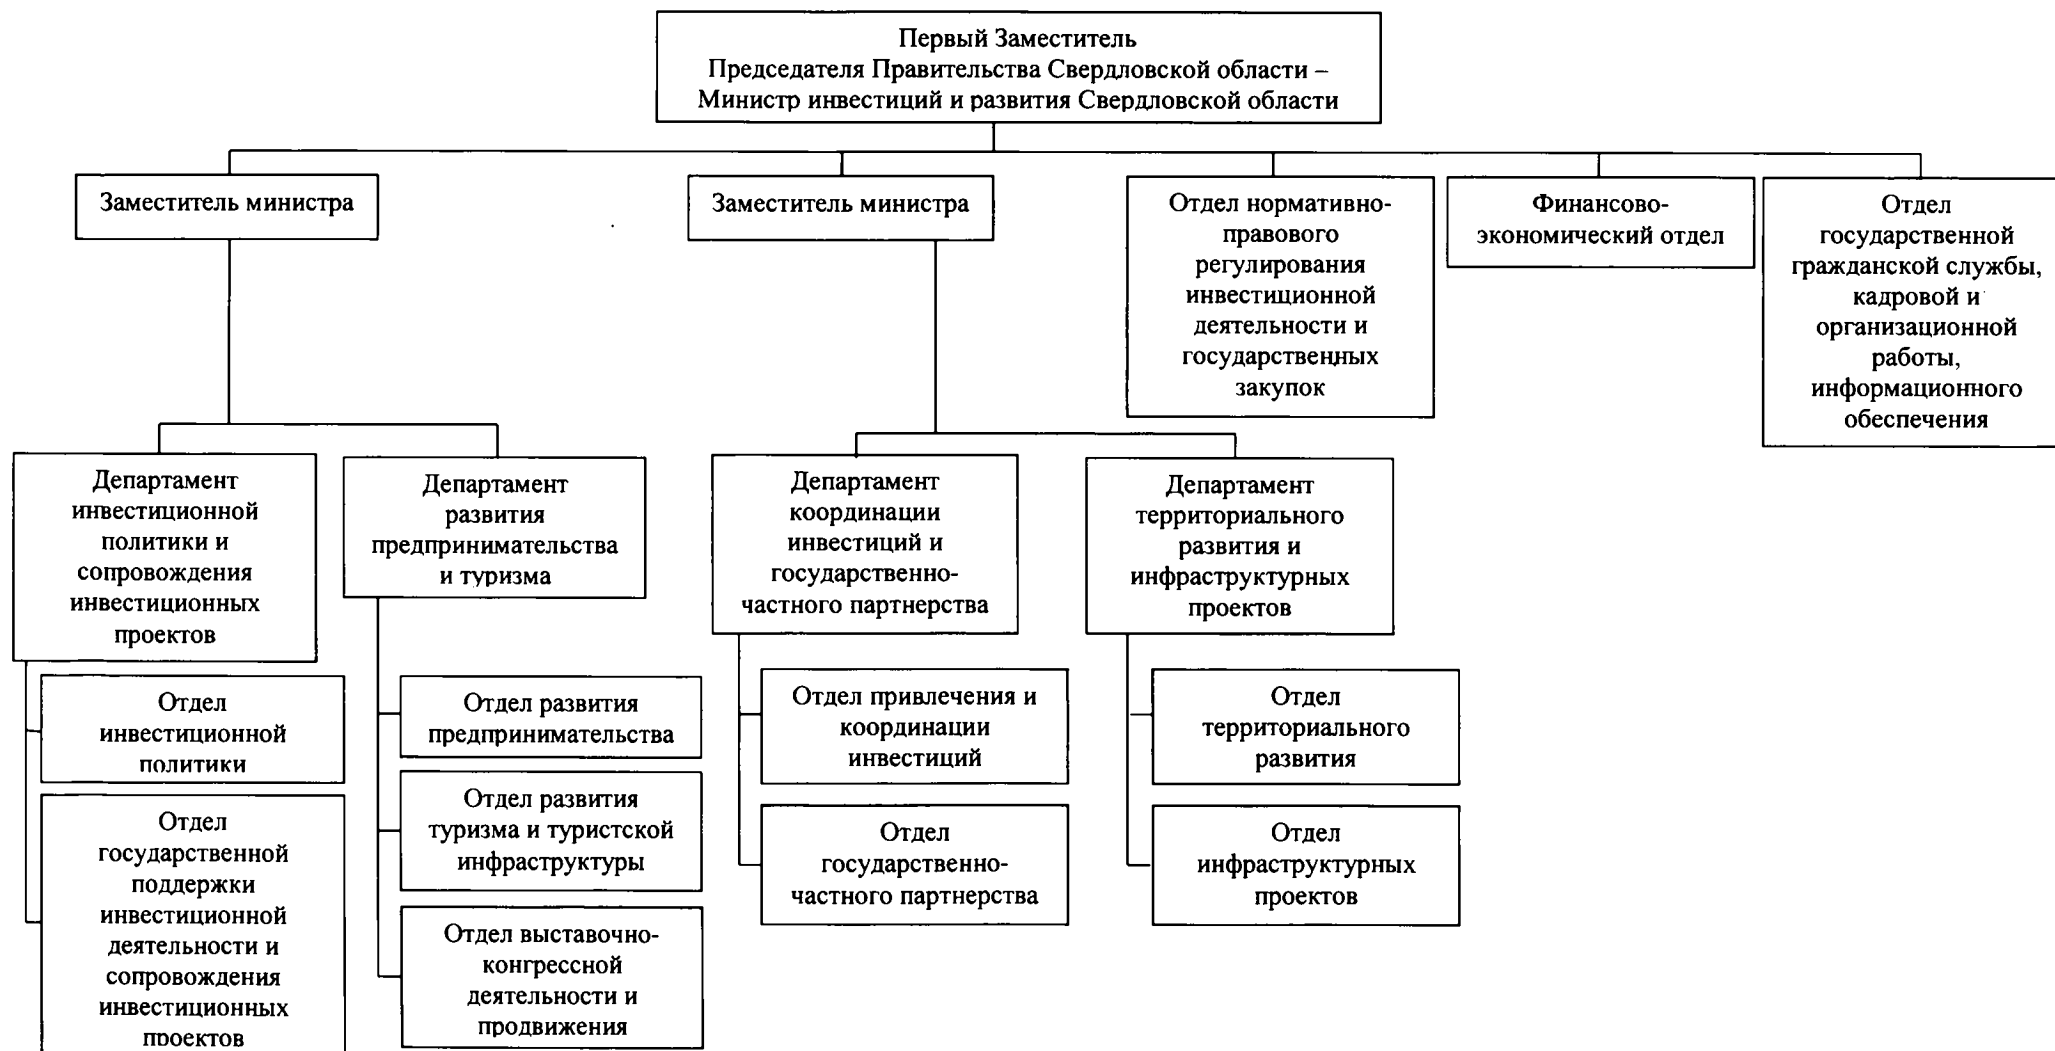 Первый Заместитель
Председателя Правительства Свердловской области –
Министр инвестиций и развития Свердловской области
Заместитель министра
Заместитель министра
Отдел нормативно-
правового
регулирования
инвестиционной
деятельности и
государственных
закупок
Финансово-
экономический отдел
Отдел
государственной
гражданской службы,
кадровой и
организационной
работы,
информационного
обеспечения
Департамент
инвестиционной
политики и
сопровождения
инвестиционных
проектов
Департамент
развития
предпринимательства
и туризма
Департамент
координации
инвестиций и
государственно-
частного партнерства
Департамент
территориального
развития и
инфраструктурных
проектов
Отдел
инвестиционной
политики
Отдел
государственной
поддержки
инвестиционной
деятельности и
сопровождения
инвестиционных
проектов
Отдел развития
предпринимательства
Отдел развития
туризма и туристской
инфраструктуры
Отдел выставочно-
конгрессной
деятельности и
продвижения
Отдел привлечения и
координации
инвестиций
Отдел
государственно-
частного партнерства
Отдел
территориального
развития
Отдел
инфраструктурных
проектов